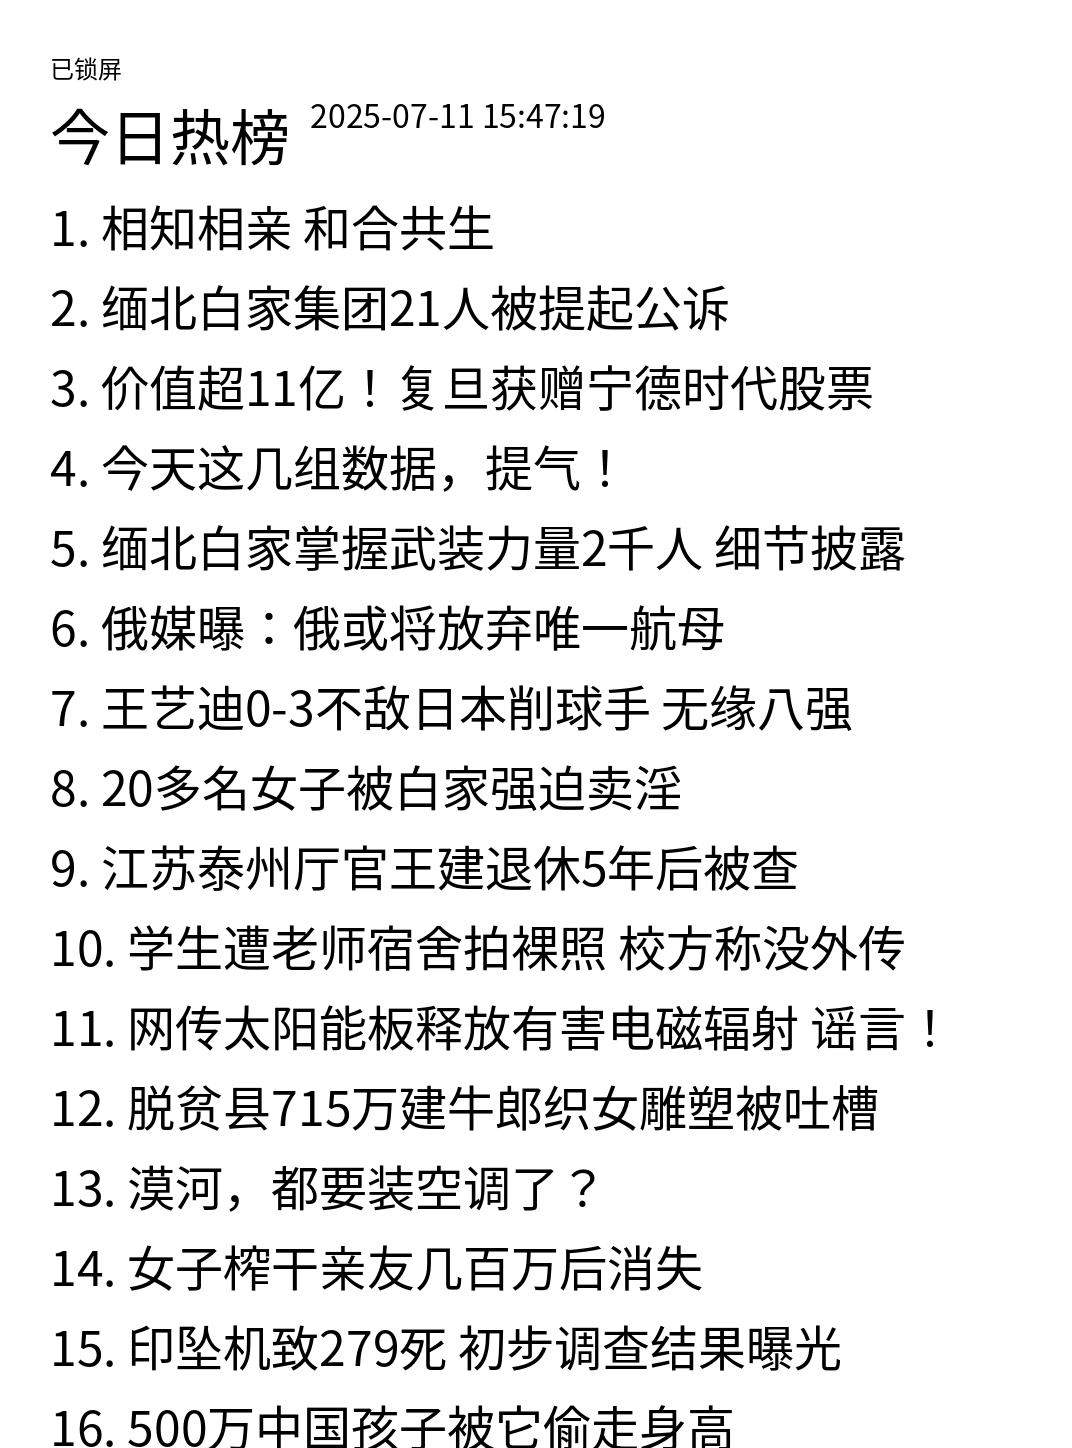 已锁屏
今日热榜 2025-07-11 15:47:19
1. 相知相亲 和合共生
2. 缅北白家集团21人被提起公诉
3. 价值超11亿！复旦获赠宁德时代股票
4. 今天这几组数据，提气！
5. 缅北白家掌握武装力量2千人 细节披露
6. 俄媒曝：俄或将放弃唯一航母
7. 王艺迪0-3不敌日本削球手 无缘八强
8. 20多名女子被白家强迫卖淫
9. 江苏泰州厅官王建退休5年后被查
10. 学生遭老师宿舍拍裸照 校方称没外传
11. 网传太阳能板释放有害电磁辐射 谣言！
12. 脱贫县715万建牛郎织女雕塑被吐槽
13. 漠河，都要装空调了？
14. 女子榨干亲友几百万后消失
15. 印坠机致279死 初步调查结果曝光
16. 500万中国孩子被它偷走身高